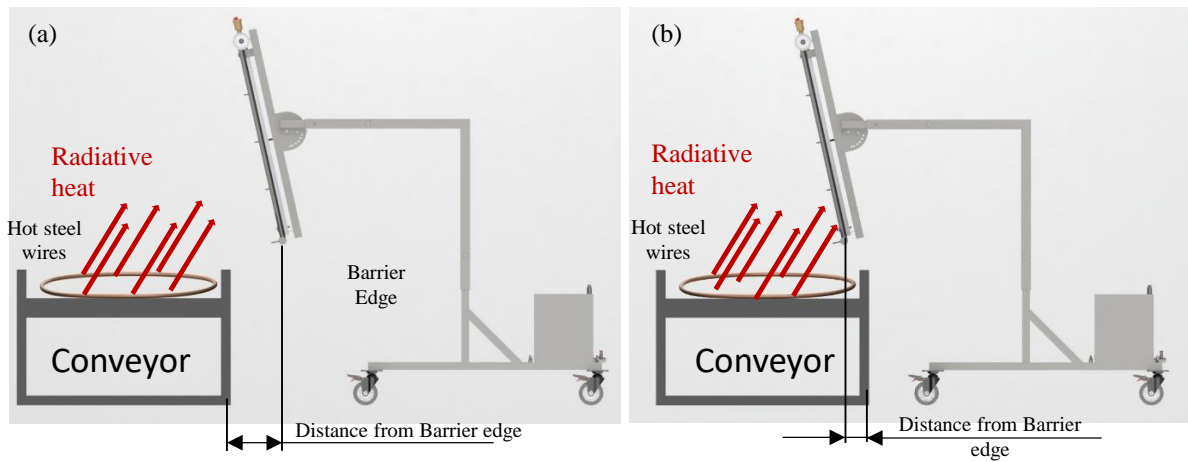 (a)
Radiative
heat
Hot steel
wires
Barrier
Edge
Conveyor
Distance from Barrier edge
(b)
Radiative
heat
Hot steel
wires
Conveyor
Distance from Barrier
edge